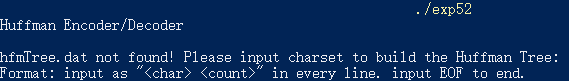 ./exp52
Huffman Encoder/Decoder
hfmTree.dat not found! Please input charset to build the Huffman Tree:
Format: input as "<char> <count>" in every line. input EOF to end.